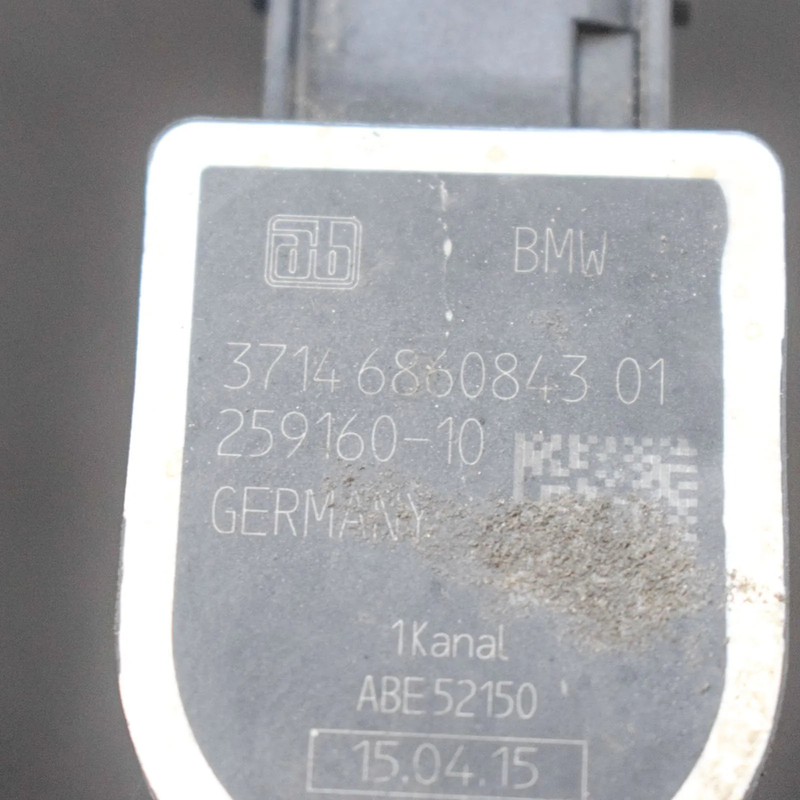 ab BMW
3714 6860843 01
259160-10
GERMANY
1Kanal
ABE 52150
15.04.15